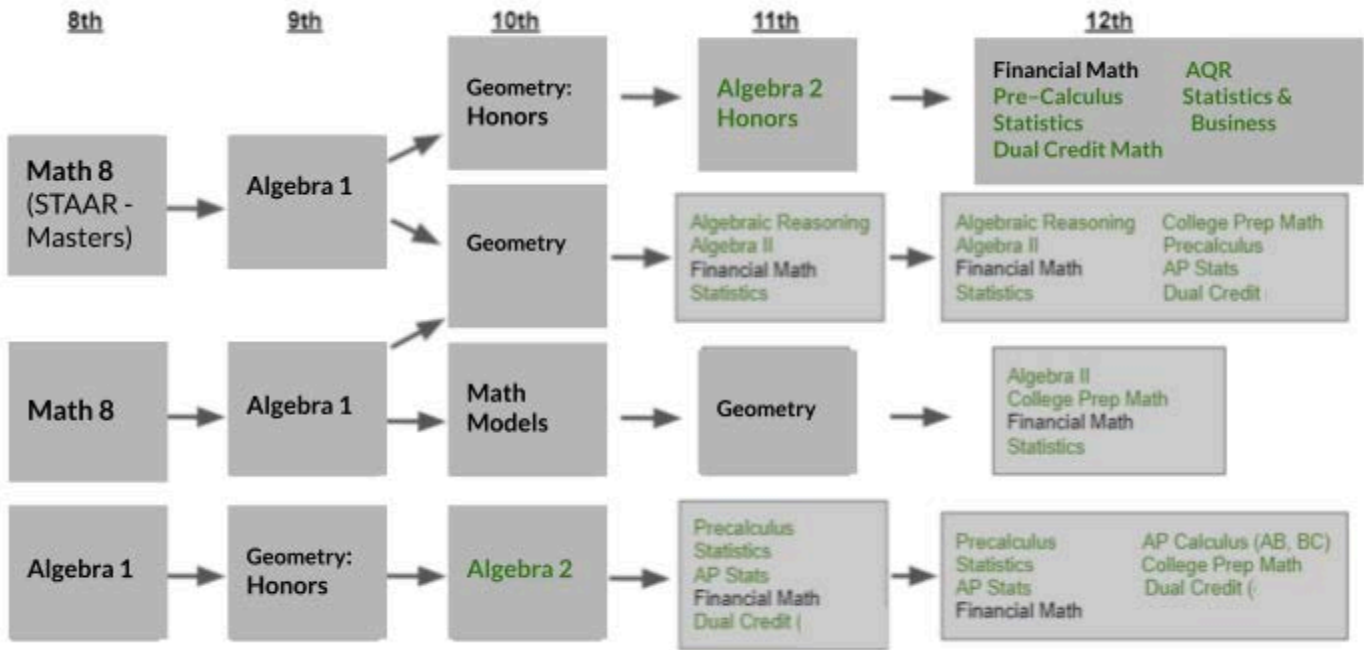 8th
9th
10th
11th
12th
Math 8
(STAAR -
Masters)
Algebra 1
Geometry:
Honors
Algebra 2
Honors
Financial Math
Pre-Calculus
Statistics
Dual Credit Math
AQR
Statistics &
Business
Geometry
Algebraic Reasoning
Algebra II
Financial Math
Statistics
Algebraic Reasoning
Algebra II
Financial Math
Statistics
College Prep Math
Precalculus
AP Stats
Dual Credit (
Math 8
Algebra 1
Math
Models
Geometry
Algebra II
College Prep Math
Financial Math
Statistics
Algebra 1
Geometry:
Honors
Algebra 2
Precalculus
Statistics
AP Stats
Financial Math
Dual Credit (
Precalculus
Statistics
AP Stats
Financial Math
AP Calculus (AB, BC)
College Prep Math
Dual Credit (